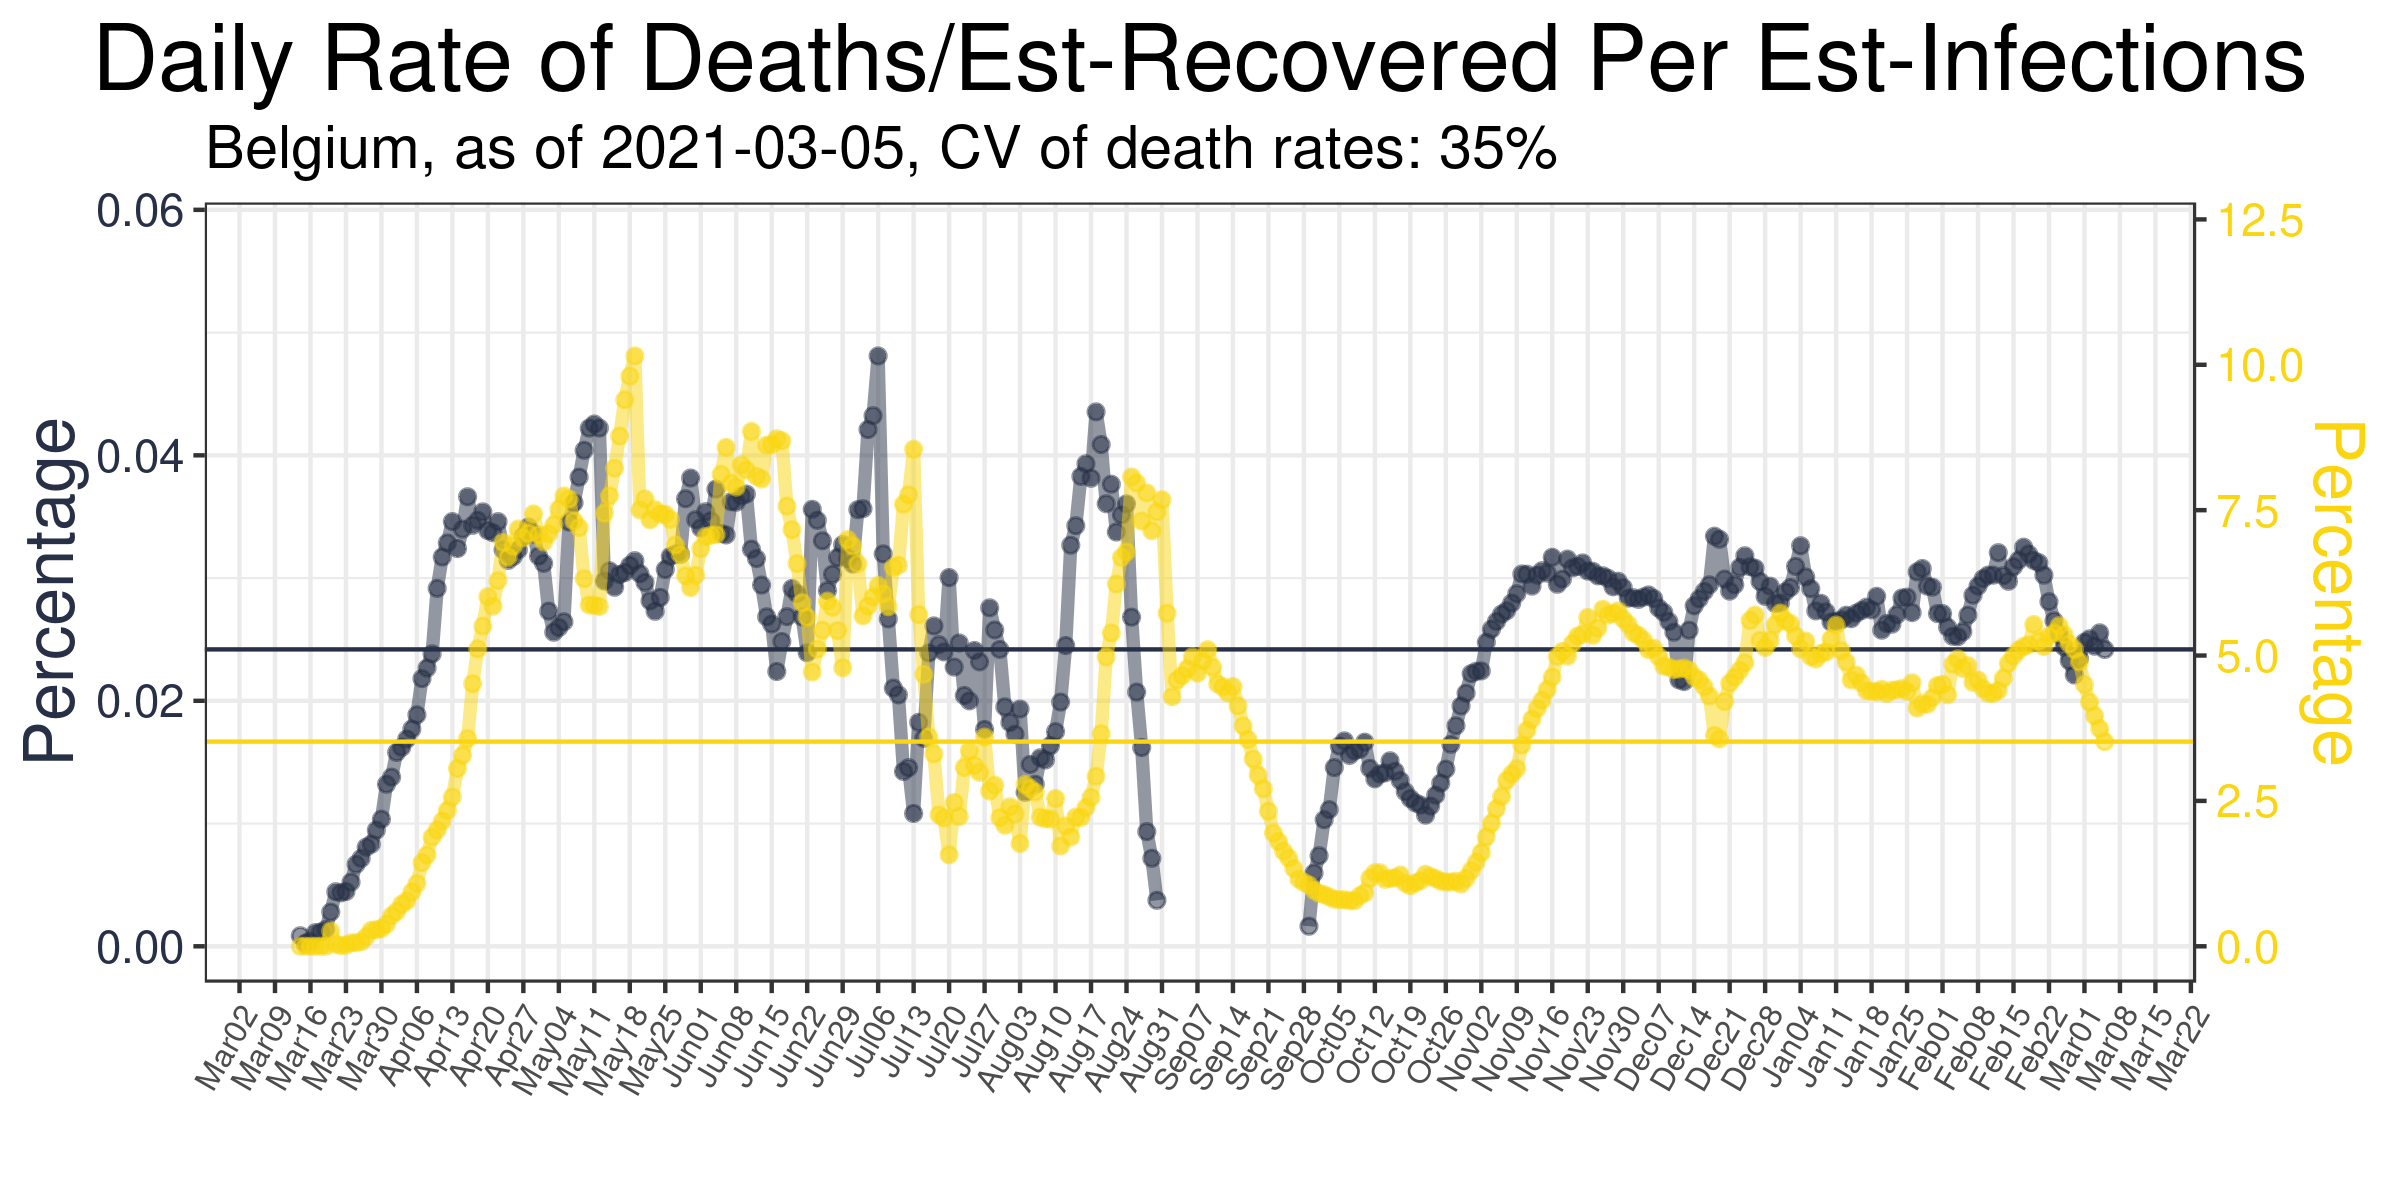 Daily Rate of Deaths/Est-Recovered Per Est-Infections
Belgium, as of 2021-03-05, CV of death rates: 35%
Percentage
0.06
0.04
0.02
0.00
12.5
10.0
7.5
5.0
2.5
0.0
Percentage
Mar02
Mar09
Mar16
Mar23
Mar30
Apr06
Apr13
Apr20
Apr27
May04
May11
May18
May25
Jun01
Jun08
Jun15
Jun22
Jun29
Jul06
Jul13
Jul20
Jul27
Aug03
Aug10
Aug17
Aug24
Aug31
Sep07
Sep14
Sep21
Sep28
Oct05
Oct12
Oct19
Oct26
Nov02
Nov09
Nov16
Nov23
Nov30
Dec07
Dec14
Dec21
Dec28
Jan04
Jan11
Jan18
Jan25
Feb01
Feb08
Feb15
Feb22
Mar01
Mar08
Mar15
Mar22